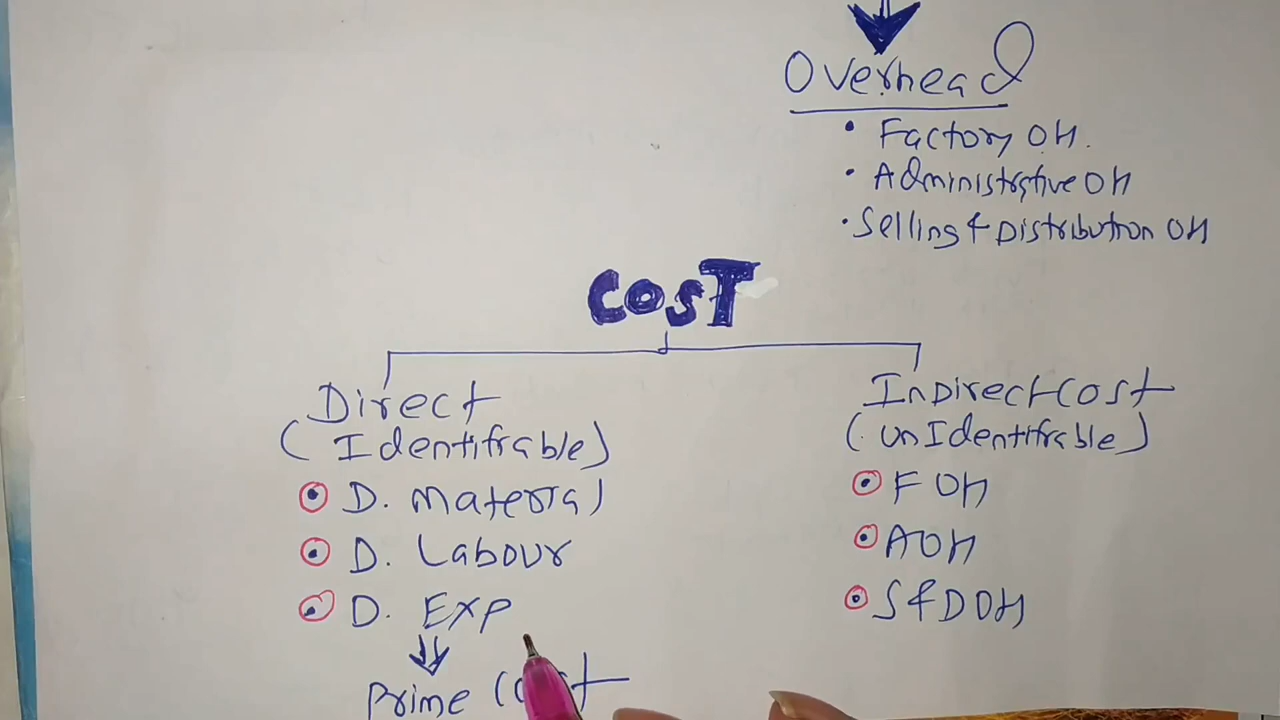 Overhead
• Factory OH.
• Administrative OH
• Selling & Distribution OH
COST
Direct
(Identifiable)
D. Material
D. Labour
D. Exp
Prime Cost
Indirect Cost
(UnIdentifiable)
FOH
AOH
S&DOH